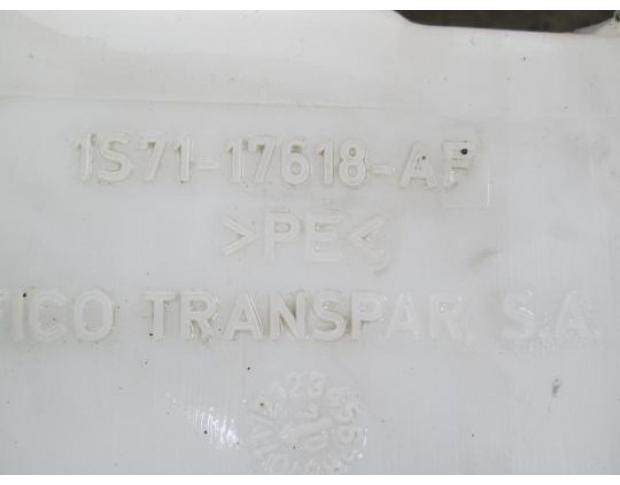 1S71-17618-AF
>PE<
FICO TRANSPAR, S.A.